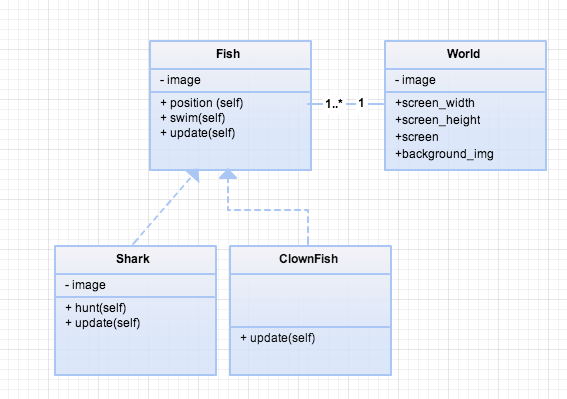 Fish
- image
+ position (self)
+ swim(self)
+ update(self)
1..*
1
World
- image
+screen_width
+screen_height
+screen
+background_img
Shark
- image
+ hunt(self)
+ update(self)
ClownFish
+ update(self)